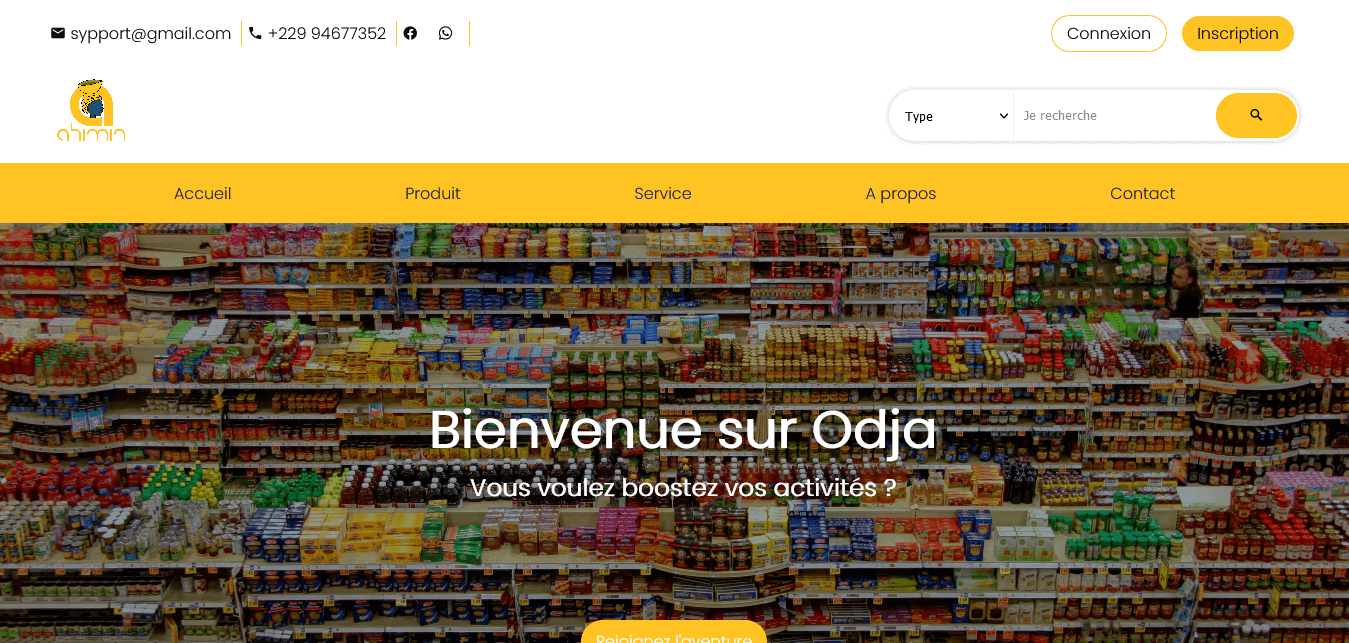 sypport@gmail.com +229 94677352
Connexion Inscription
ahimin
Type Je recherche
Accueil Produit Service A propos Contact
Bienvenue sur Odja
Vous voulez boostez vos activités ?
Rejoignez l'aventure